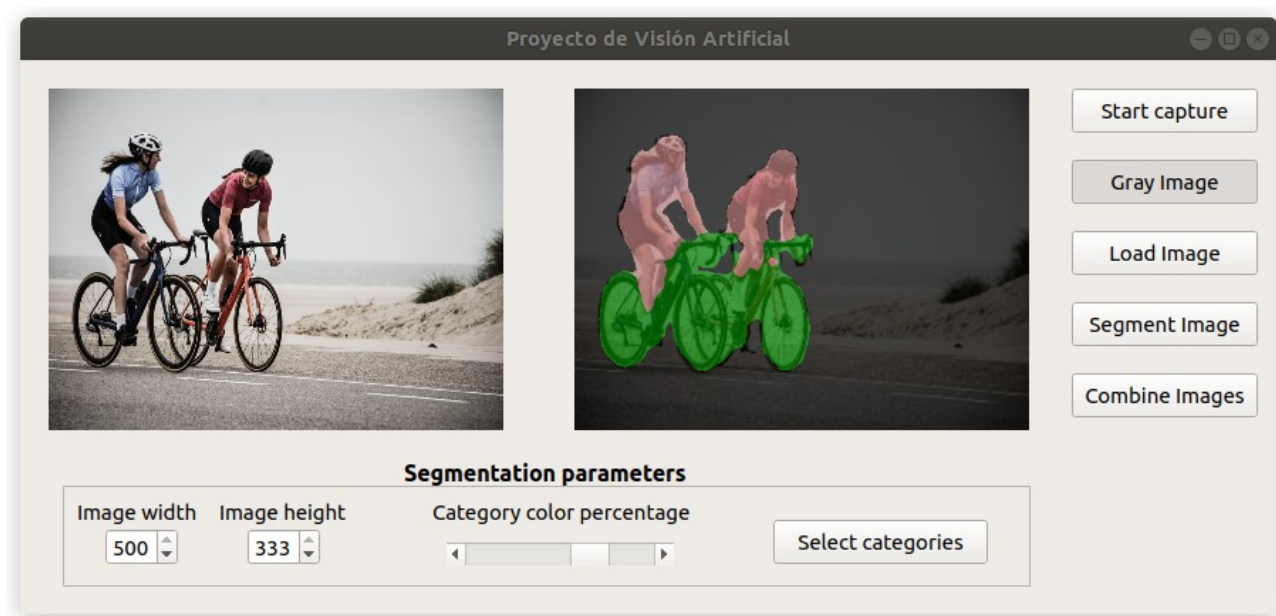 Proyecto de Visión Artificial
Start capture
Gray Image
Load Image
Segment Image
Combine Images
Segmentation parameters
Image width Image height Category color percentage
500 333 Select categories